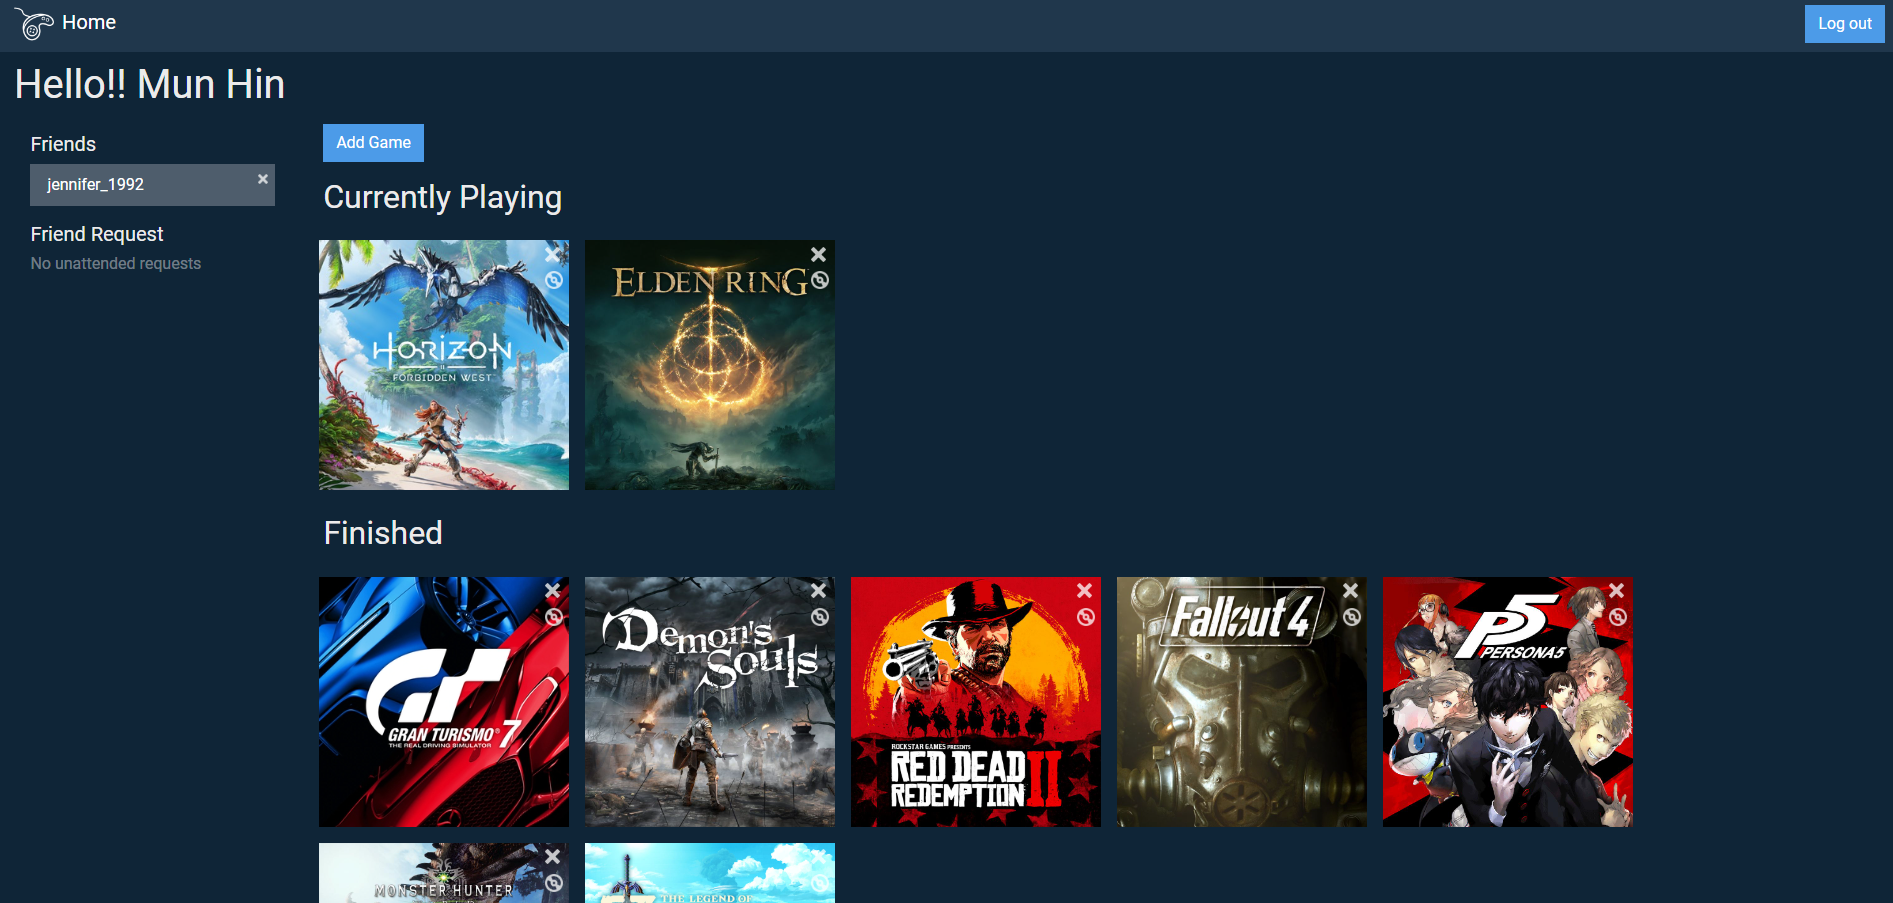 Home
Log out
Hello!! Mun Hin
Friends
jennifer_1992
Friend Request
No unattended requests
Add Game
Currently Playing
HORIZON
II
FORBIDDEN WEST
ELDEN RING
Finished
GT
GRAN TURISMO 7
THE REAL DRIVING SIMULATOR
Demon's
Souls
ROCKSTAR GAMES PRESENTS
RED DEAD
REDEMPTION II
Fallout 4
P5
PERSONA5
MONSTER HUNTER
THE LEGEND OF